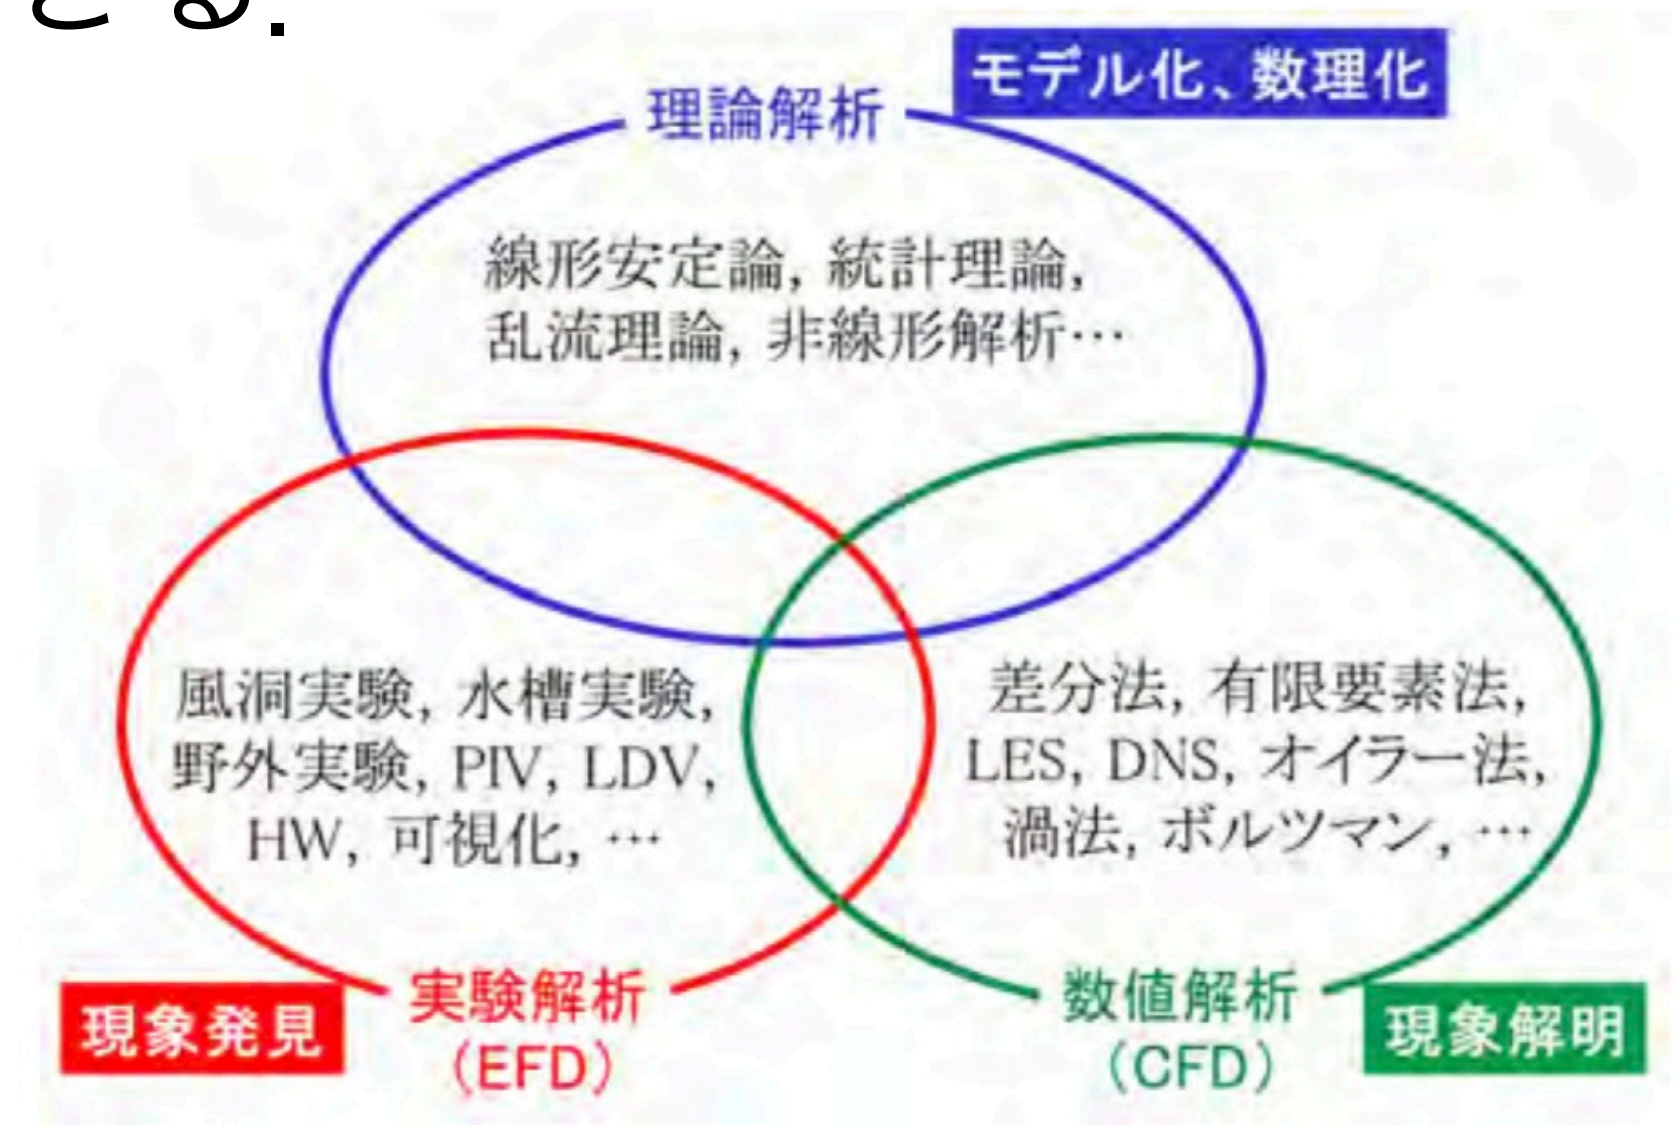 とる.
モデル化、数理化
理論解析
線形安定論, 統計理論,
乱流理論, 非線形解析…
風洞実験, 水槽実験,
野外実験, PIV, LDV,
HW, 可視化, …
差分法, 有限要素法,
LES, DNS, オイラー法,
渦法, ボルツマン, …
現象発見
実験解析
(EFD)
数値解析
(CFD)
現象解明